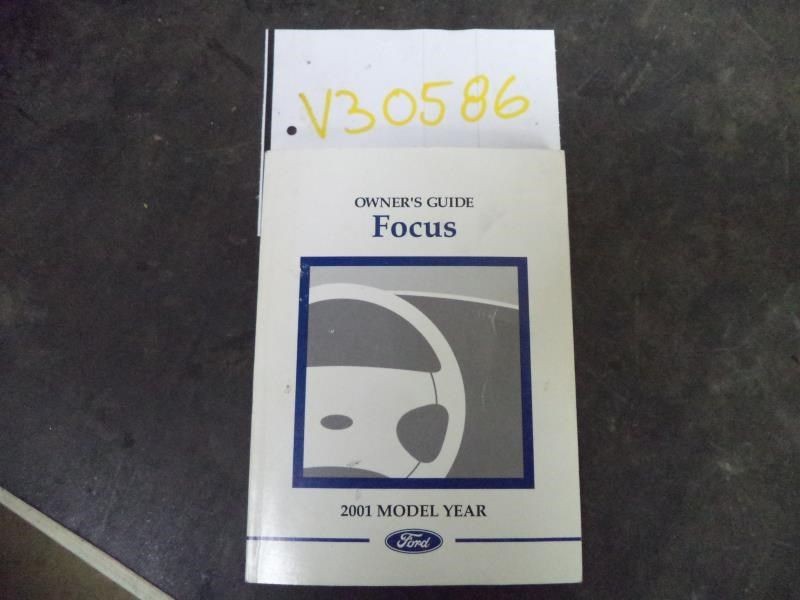 V30586
OWNER'S GUIDE
Focus
2001 MODEL YEAR
Ford